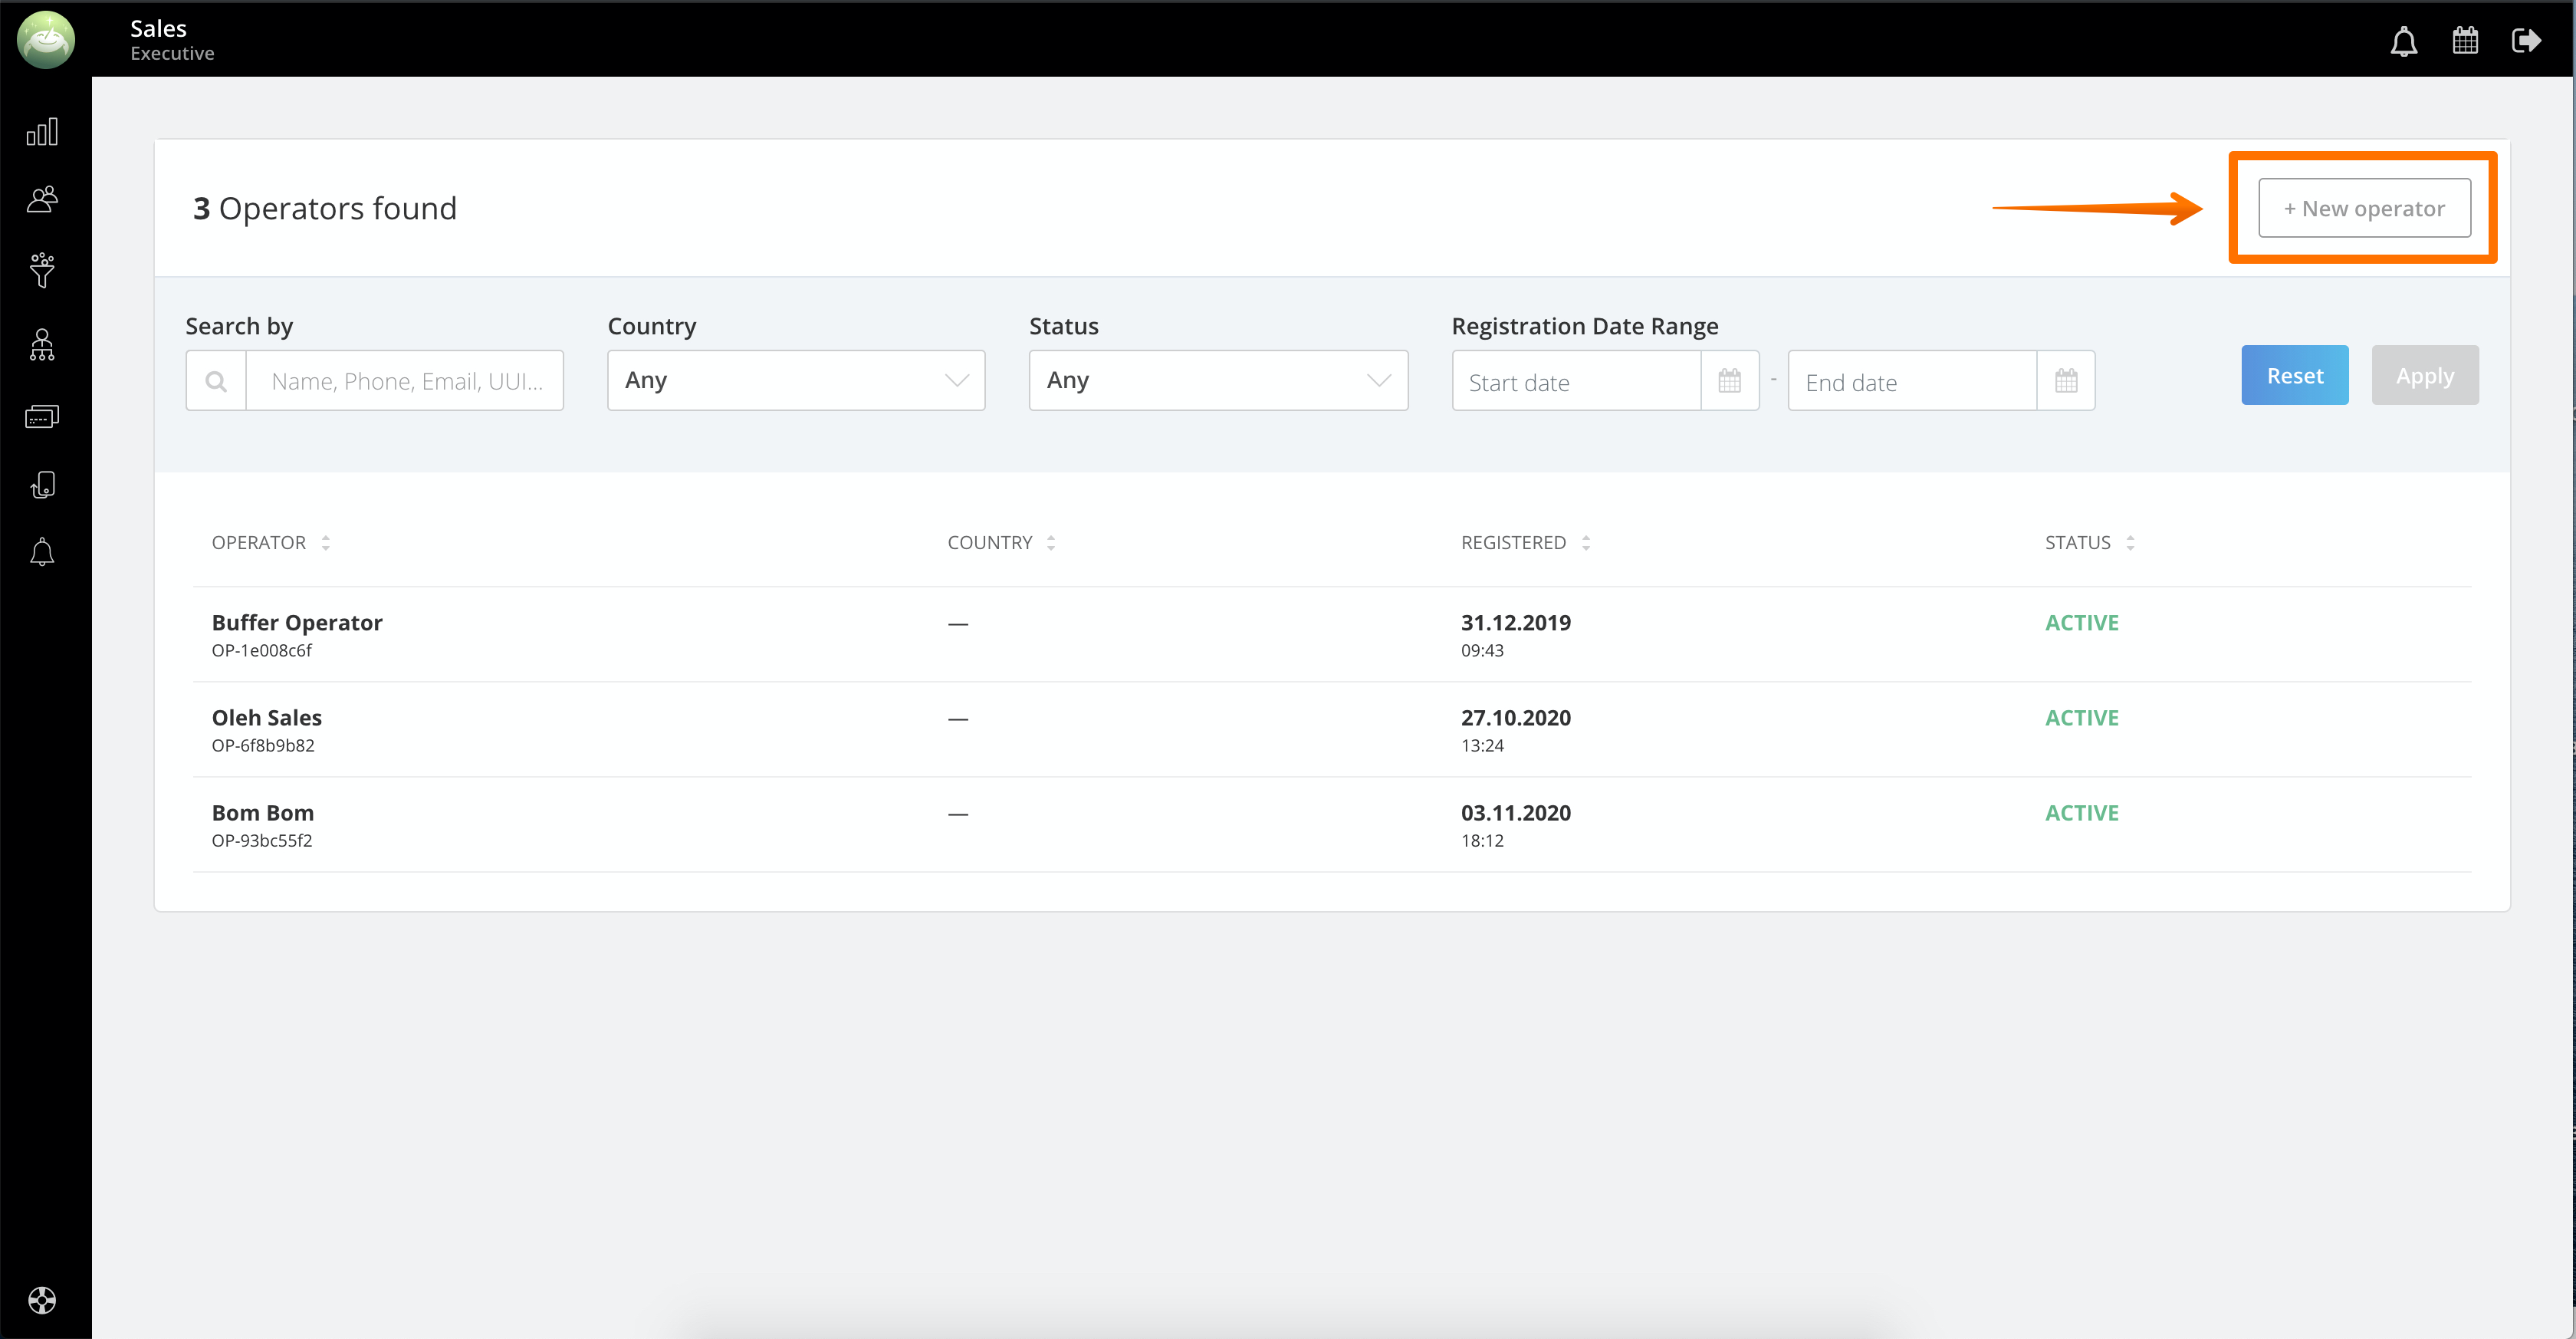 Sales
Executive
3 Operators found
+ New operator
Search by
Country
Status
Registration Date Range
Name, Phone, Email, UUI...
Any
Any
Start date
-
End date
Reset
Apply
OPERATOR
COUNTRY
REGISTERED
STATUS
Buffer Operator
—
31.12.2019
ACTIVE
OP-1e008c6f
09:43
Oleh Sales
—
27.10.2020
ACTIVE
OP-6f8b9b82
13:24
Bom Bom
—
03.11.2020
ACTIVE
OP-93bc55f2
18:12